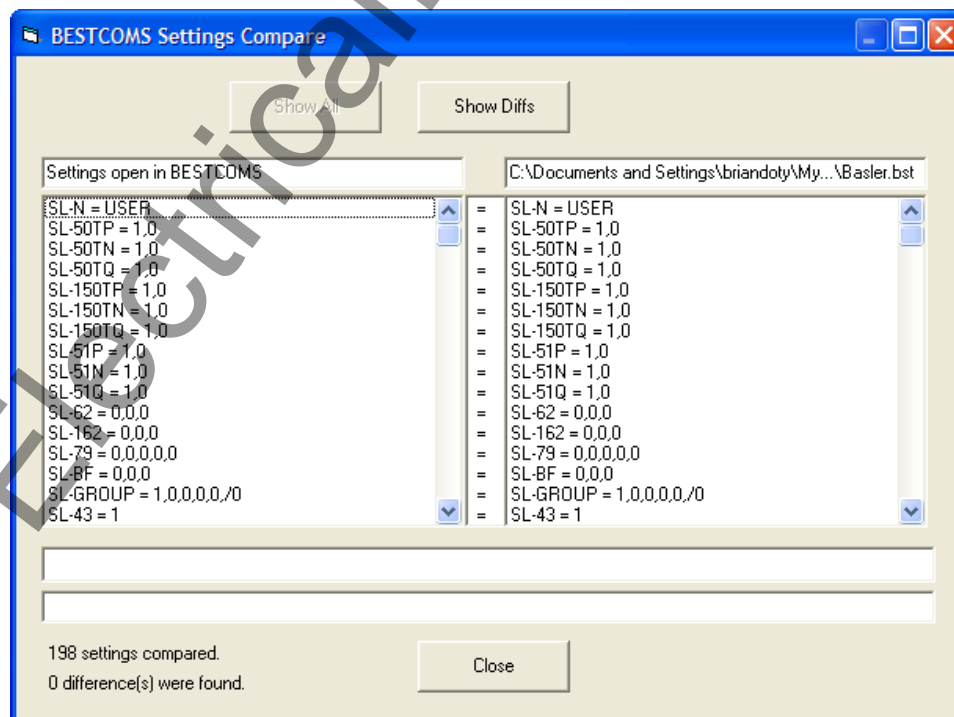 BESTCOMS Settings Compare
Show All Show Diffs
Settings open in BESTCOMS C:\Documents and Settings\briandoty\My...\Basler.bst
SL-N = USER = SL-N = USER
SL-50TP = 1,0 = SL-50TP = 1,0
SL-50TN = 1,0 = SL-50TN = 1,0
SL-50TQ = 1,0 = SL-50TQ = 1,0
SL-150TP = 1,0 = SL-150TP = 1,0
SL-150TN = 1,0 = SL-150TN = 1,0
SL-150TQ = 1,0 = SL-150TQ = 1,0
SL-51P = 1,0 = SL-51P = 1,0
SL-51N = 1,0 = SL-51N = 1,0
SL-51Q = 1,0 = SL-51Q = 1,0
SL-62 = 0,0,0 = SL-62 = 0,0,0
SL-162 = 0,0,0 = SL-162 = 0,0,0
SL-79 = 0,0,0,0,0 = SL-79 = 0,0,0,0,0
SL-BF = 0,0,0 = SL-BF = 0,0,0
SL-GROUP = 1,0,0,0,0,/0 = SL-GROUP = 1,0,0,0,0,/0
SL-43 = 1 = SL-43 = 1
198 settings compared.
0 difference(s) were found.
Close
Electrical